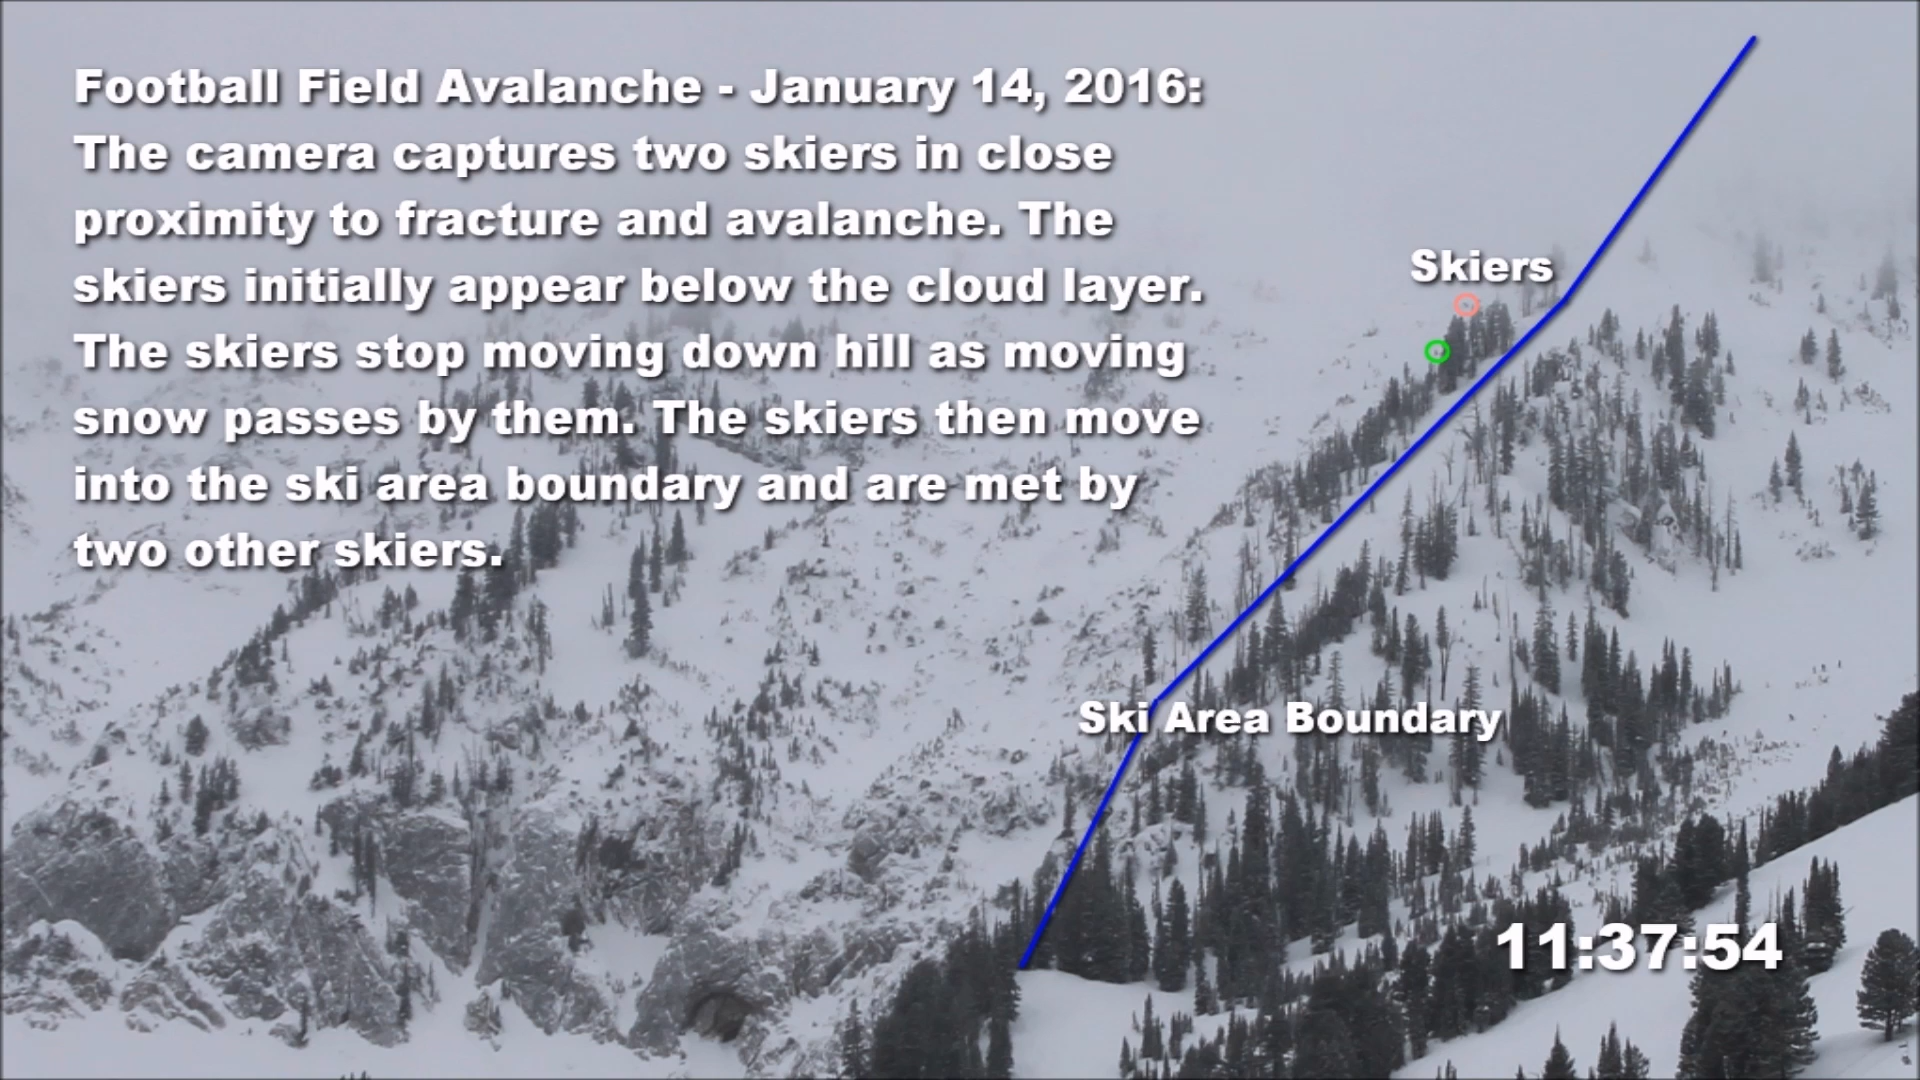 Football Field Avalanche - January 14, 2016:
The camera captures two skiers in close
proximity to fracture and avalanche. The
skiers initially appear below the cloud layer.
The skiers stop moving down hill as moving
snow passes by them. The skiers then move
into the ski area boundary and are met by
two other skiers.
Skiers
Ski Area Boundary
11:37:54